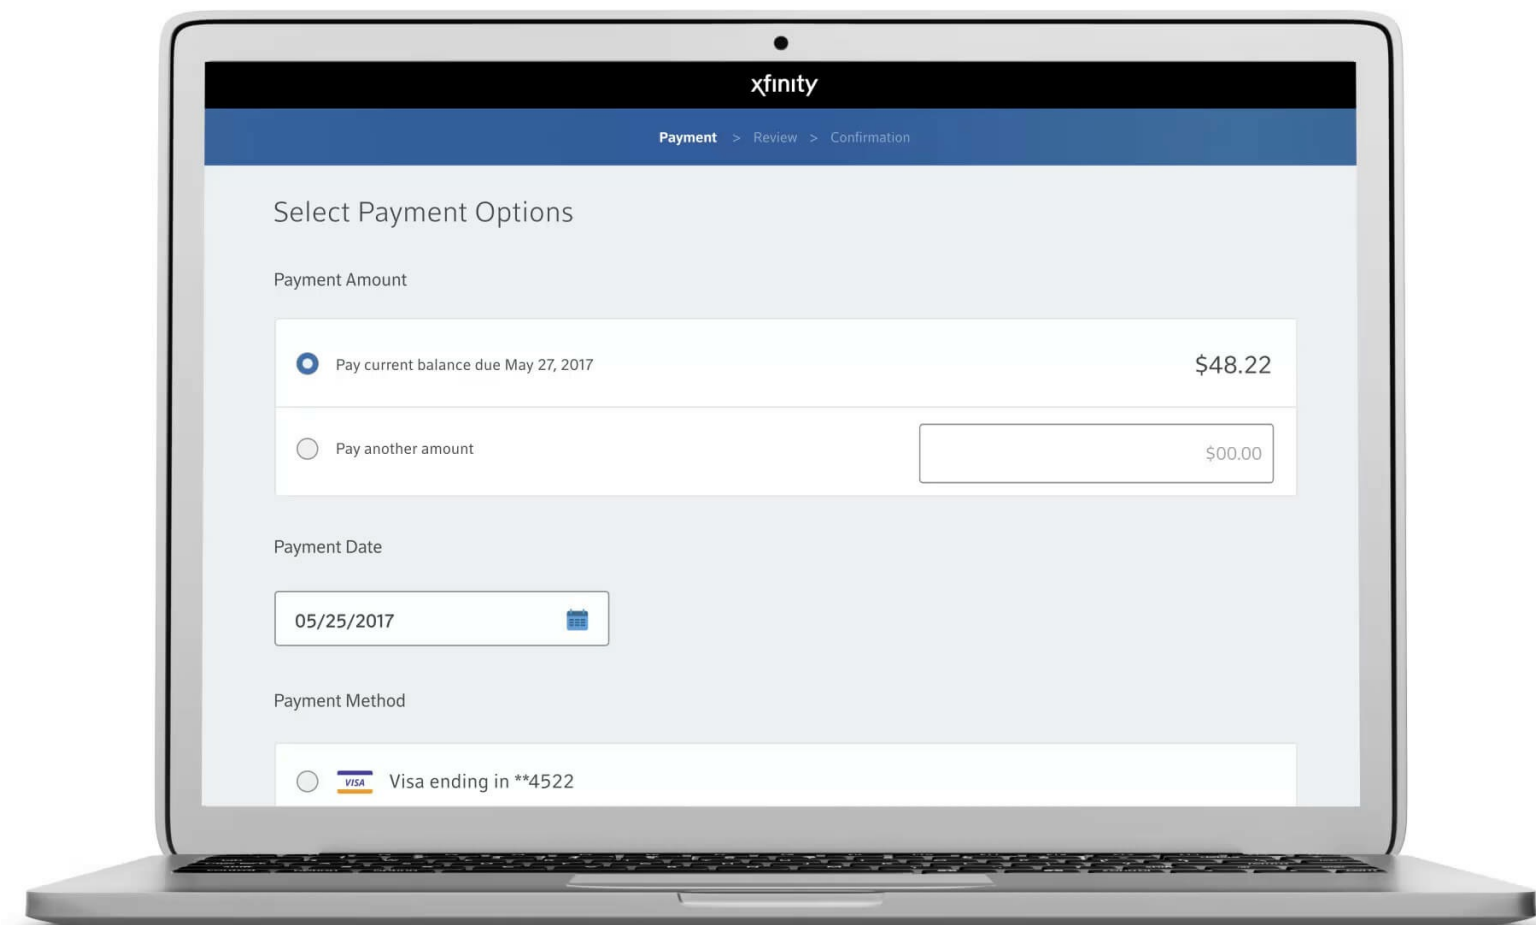 xfinity
Payment > Review > Confirmation
Select Payment Options
Payment Amount
Pay current balance due May 27, 2017 $48.22
Pay another amount $00.00
Payment Date
05/25/2017
Payment Method
VISA Visa ending in **4522